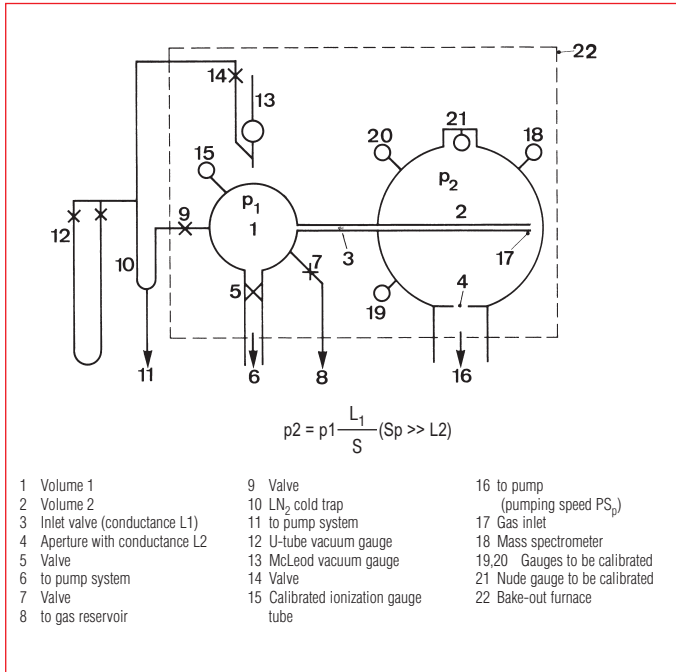 22
14
13
21
20
18
15
p2
p1
9
2
1
12
3
17
10
7
4
5
19
11
6
8
16
p2 = p1 L1/S (Sp >> L2)
1 Volume 1
2 Volume 2
3 Inlet valve (conductance L1)
4 Aperture with conductance L2
5 Valve
6 to pump system
7 Valve
8 to gas reservoir
9 Valve
10 LN2 cold trap
11 to pump system
12 U-tube vacuum gauge
13 McLeod vacuum gauge
14 Valve
15 Calibrated ionization gauge
tube
16 to pump
(pumping speed PSp)
17 Gas inlet
18 Mass spectrometer
19,20 Gauges to be calibrated
21 Nude gauge to be calibrated
22 Bake-out furnace